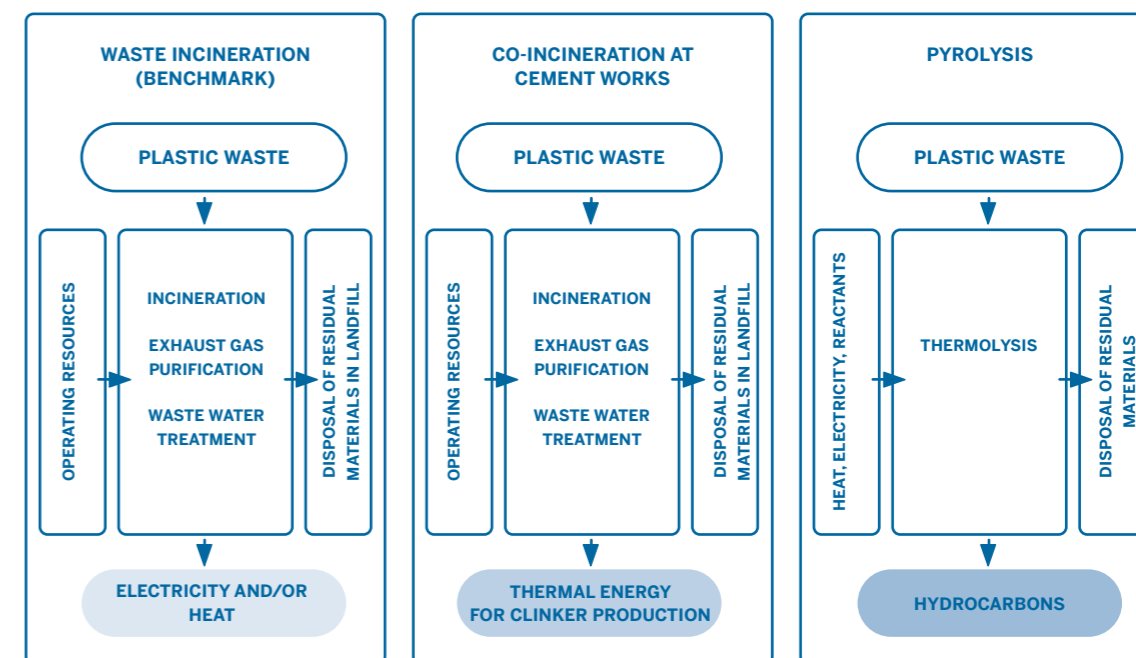 WASTE INCINERATION
(BENCHMARK)
PLASTIC WASTE
OPERATING RESOURCES
INCINERATION
EXHAUST GAS
PURIFICATION
WASTE WATER
TREATMENT
DISPOSAL OF RESIDUAL
MATERIALS IN LANDFILL
ELECTRICITY AND/OR
HEAT
CO-INCINERATION AT
CEMENT WORKS
PLASTIC WASTE
OPERATING RESOURCES
INCINERATION
EXHAUST GAS
PURIFICATION
WASTE WATER
TREATMENT
DISPOSAL OF RESIDUAL
MATERIALS IN LANDFILL
THERMAL ENERGY
FOR CLINKER PRODUCTION
PYROLYSIS
PLASTIC WASTE
HEAT, ELECTRICITY, REACTANTS
THERMOLYSIS
DISPOSAL OF RESIDUAL
MATERIALS
HYDROCARBONS